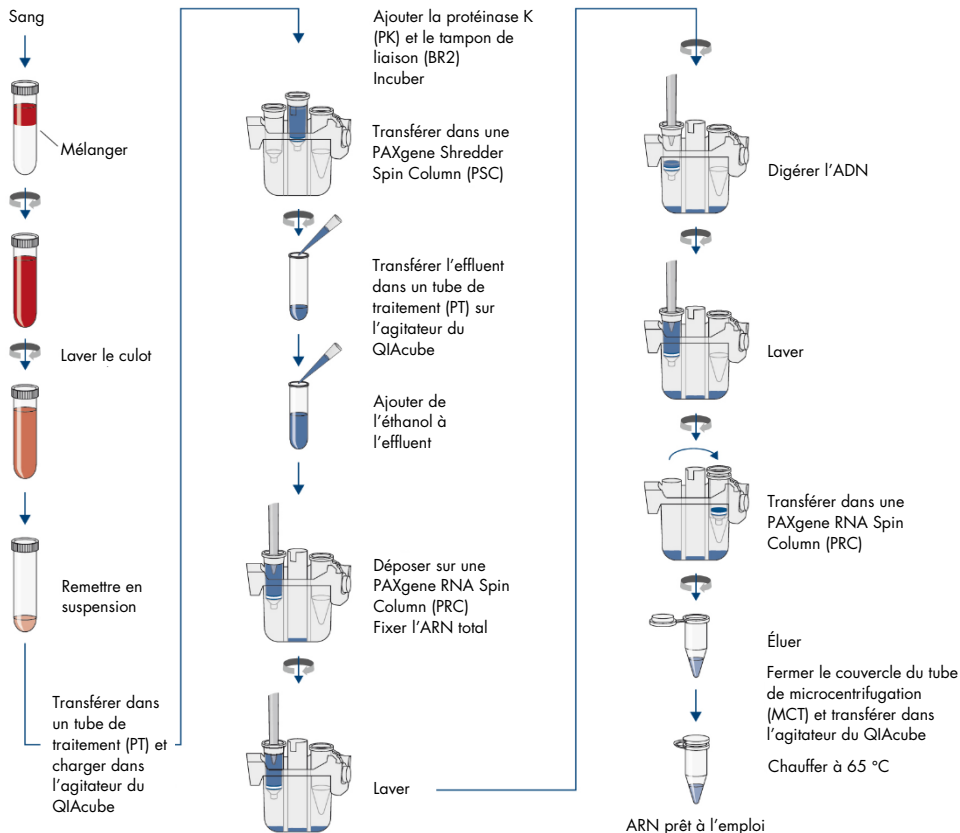 Sang
Mélanger
Laver le culot
Remettre en
suspension
Transférer dans
un tube de
traitement (PT) et
charger dans
l'agitateur du
QIAcube
Ajouter la protéinase K
(PK) et le tampon de
liaison (BR2)
Incuber
Transférer dans une
PAXgene Shredder
Spin Column (PSC)
Transférer l'effluent
dans un tube de
traitement (PT) sur
l'agitateur du
QIAcube
Ajouter de
l'éthanol à
l'effluent
Déposer sur une
PAXgene RNA Spin
Column (PRC)
Fixer l'ARN total
Laver
Digérer l'ADN
Laver
Transférer dans une
PAXgene RNA Spin
Column (PRC)
Éluer
Fermer le couvercle du tube
de microcentrifugation
(MCT) et transférer dans
l'agitateur du QIAcube
Chauffer à 65 °C
ARN prêt à l'emploi